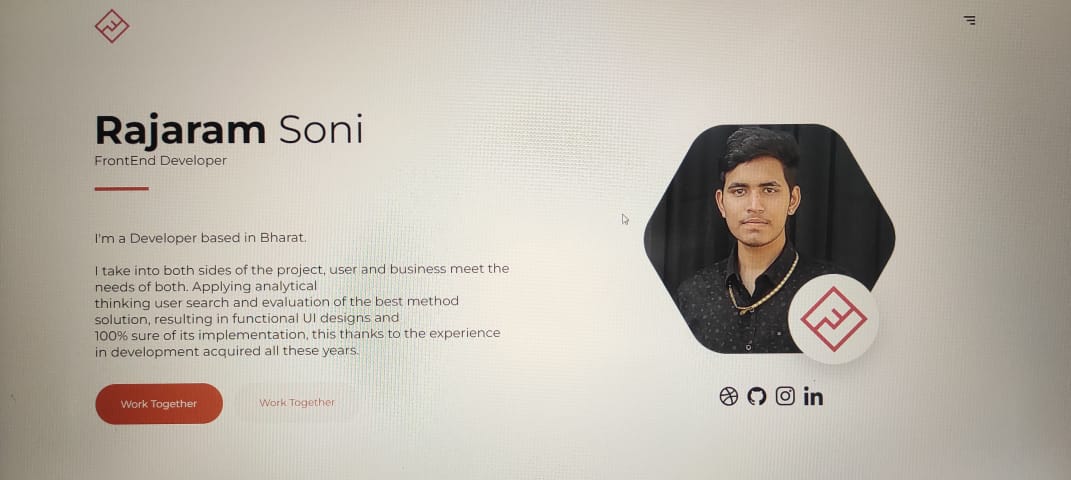 Rajaram Soni
FrontEnd Developer
I'm a Developer based in Bharat.
I take into both sides of the project, user and business meet the
needs of both. Applying analytical
thinking user search and evaluation of the best method
solution, resulting in functional UI designs and
100% sure of its implementation, this thanks to the experience
in development acquired all these years.
Work Together
Work Together
in